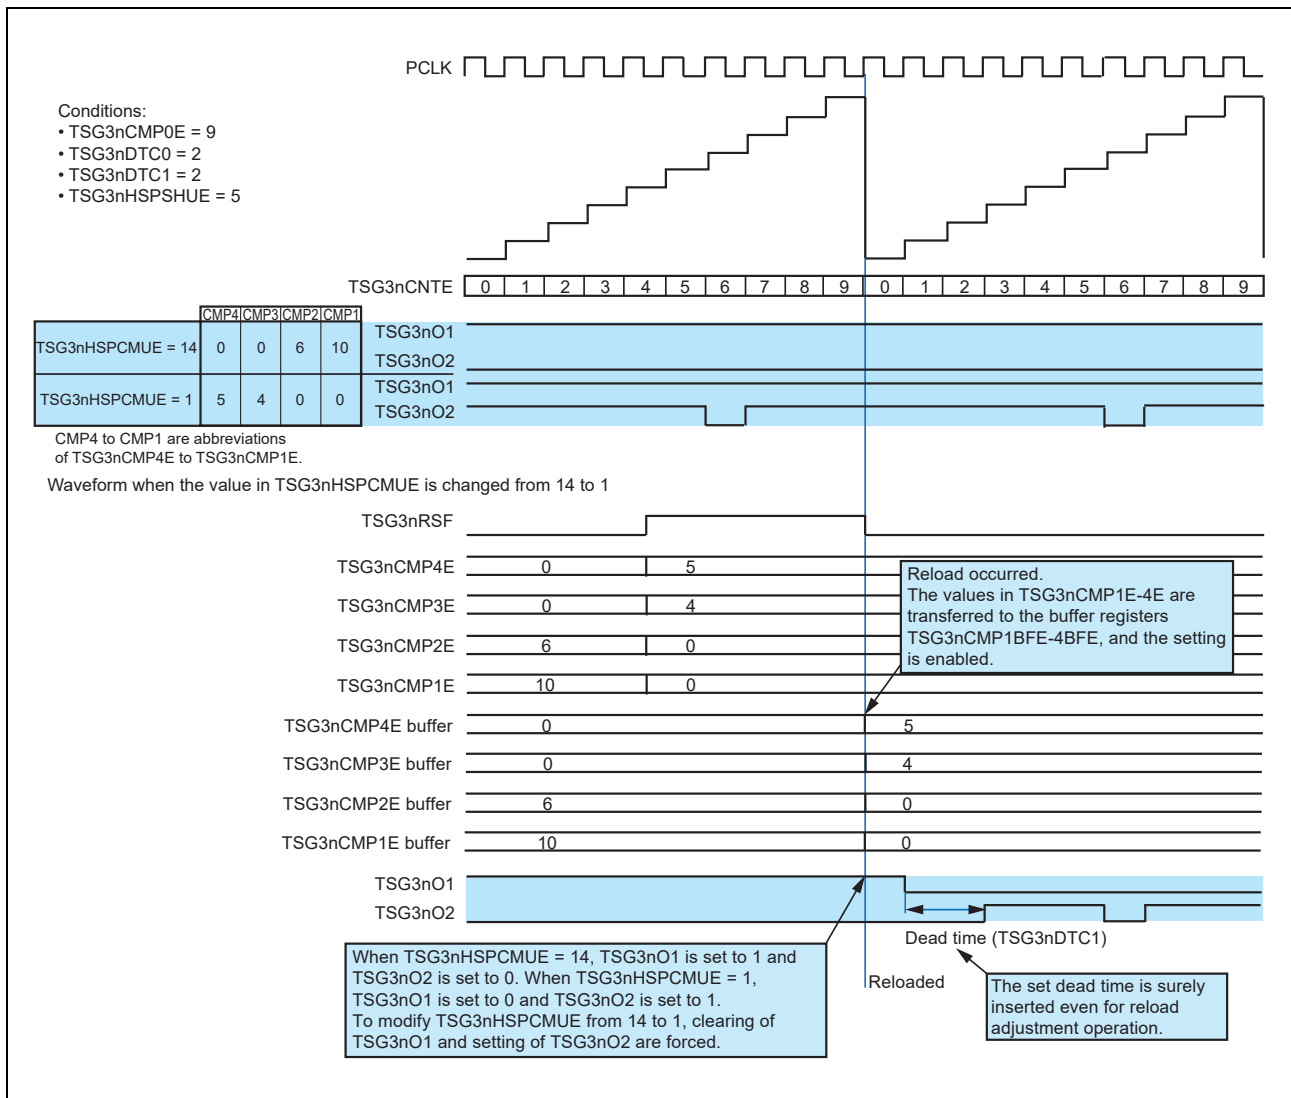 PCLK
Conditions:
• TSG3nCMP0E = 9
• TSG3nDTC0 = 2
• TSG3nDTC1 = 2
• TSG3nHSPSHUE = 5
TSG3nCNTE 0 1 2 3 4 5 6 7 8 9 0 1 2 3 4 5 6 7 8 9
CMP4 CMP3 CMP2 CMP1
TSG3nHSPCMUE = 14 0 0 6 10
TSG3nO1
TSG3nO2
TSG3nHSPCMUE = 1 5 4 0 0
TSG3nO1
TSG3nO2
CMP4 to CMP1 are abbreviations
of TSG3nCMP4E to TSG3nCMP1E.
Waveform when the value in TSG3nHSPCMUE is changed from 14 to 1
TSG3nRSF
TSG3nCMP4E 0 5
TSG3nCMP3E 0 4
TSG3nCMP2E 6 0
TSG3nCMP1E 10 0
Reload occurred.
The values in TSG3nCMP1E-4E are
transferred to the buffer registers
TSG3nCMP1BFE-4BFE, and the setting
is enabled.
TSG3nCMP4E buffer 0 5
TSG3nCMP3E buffer 0 4
TSG3nCMP2E buffer 6 0
TSG3nCMP1E buffer 10 0
TSG3nO1
TSG3nO2
Dead time (TSG3nDTC1)
Reloaded
When TSG3nHSPCMUE = 14, TSG3nO1 is set to 1 and
TSG3nO2 is set to 0. When TSG3nHSPCMUE = 1,
TSG3nO1 is set to 0 and TSG3nO2 is set to 1.
To modify TSG3nHSPCMUE from 14 to 1, clearing of
TSG3nO1 and setting of TSG3nO2 are forced.
The set dead time is surely
inserted even for reload
adjustment operation.